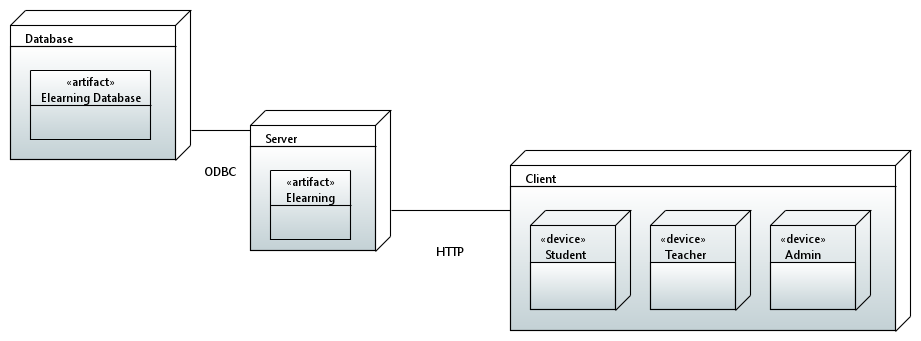 Database
«artifact»
Elearning Database
ODBC
Server
«artifact»
Elearning
HTTP
Client
«device»
Student
«device»
Teacher
«device»
Admin